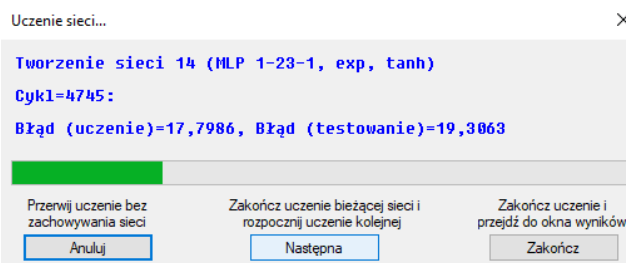 Uczenie sieci...
Tworzenie sieci 14 (MLP 1-23-1, exp, tanh)
Cykl=4745:
Błąd (uczenie)=17,7986, Błąd (testowanie)=19,3063
Przerwij uczenie bez
zachowywania sieci
Anuluj
Zakończ uczenie bieżącej sieci i
rozpocznij uczenie kolejnej
Następna
Zakończ uczenie i
przejdź do okna wyników
Zakończ